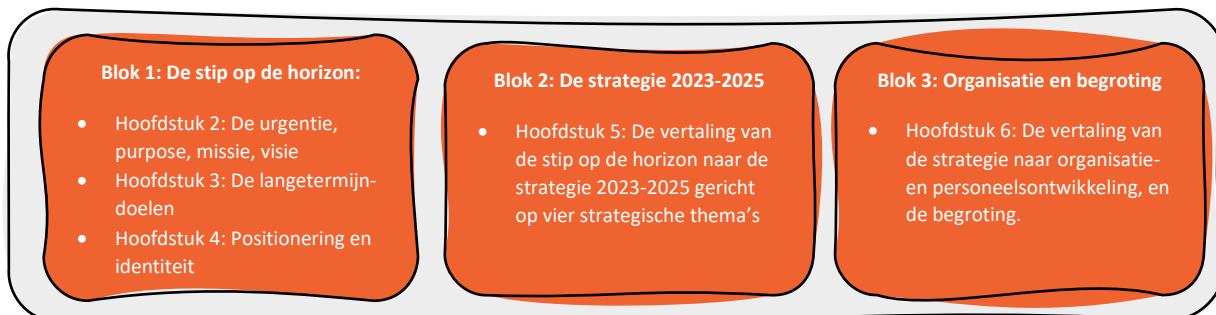 Blok 1: De stip op de horizon:
• Hoofdstuk 2: De urgentie,
purpose, missie, visie
• Hoofdstuk 3: De langetermijn-
doelen
• Hoofdstuk 4: Positionering en
identiteit
Blok 2: De strategie 2023-2025
• Hoofdstuk 5: De vertaling van
de stip op de horizon naar de
strategie 2023-2025 gericht
op vier strategische thema’s
Blok 3: Organisatie en begroting
• Hoofdstuk 6: De vertaling van
de strategie naar organisatie-
en personeelsontwikkeling, en
de begroting.